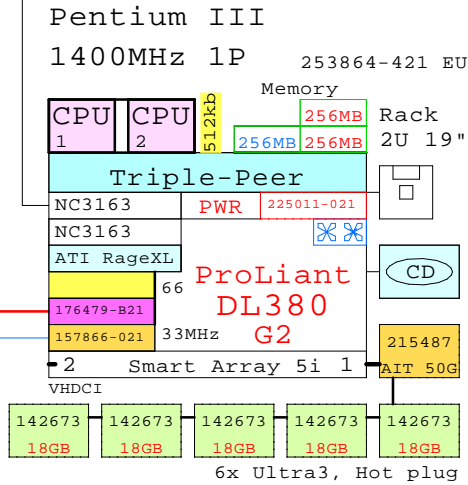 Pentium III
1400MHz 1P
253864-421 EU
Memory
CPU CPU 512kb 256MB Rack
1 2 256MB 256MB 2U 19"
Triple-Peer
NC3163 PWR 225011-021
NC3163
ATI RageXL CD
66 ProLiant
176479-B21 DL380
157866-021 33MHz G2 215487
2 Smart Array 5i 1 AIT 50G
VHDCI
142673 142673 142673 142673 142673
18GB 18GB 18GB 18GB 18GB
6x Ultra3, Hot plug